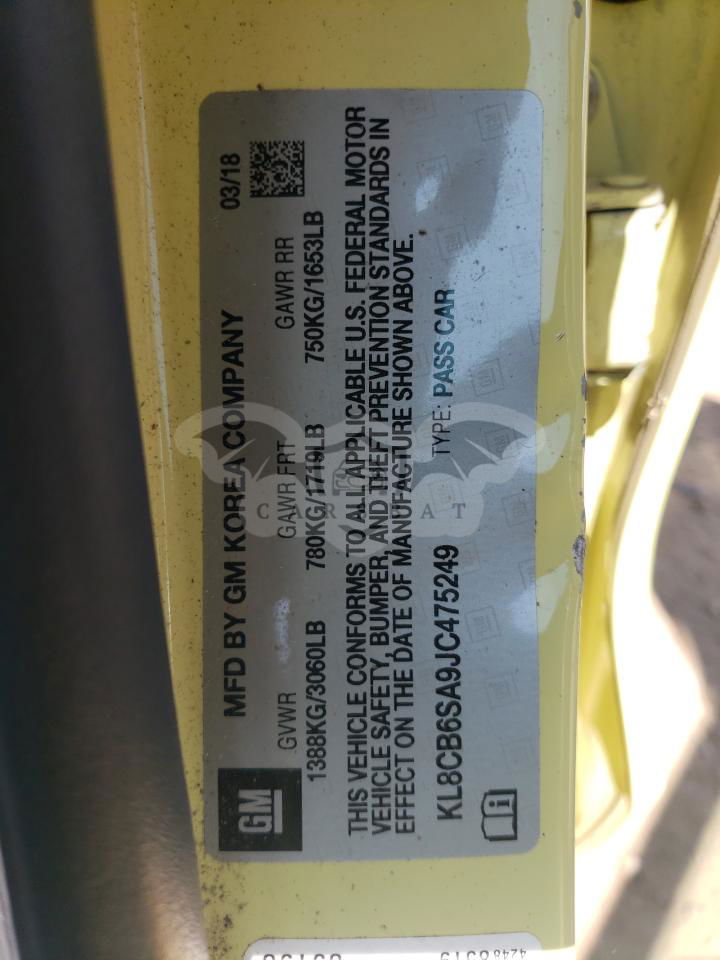 MFD BY GM KOREA COMPANY 03/18
GM
GVWR GAWR FRT GAWR RR
1388KG/3060LB 780KG/1719LB 750KG/1653LB
THIS VEHICLE CONFORMS TO ALL APPLICABLE U.S. FEDERAL MOTOR
VEHICLE SAFETY, BUMPER, AND THEFT PREVENTION STANDARDS IN
EFFECT ON THE DATE OF MANUFACTURE SHOWN ABOVE.
KL8CB6SA9JC475249 TYPE: PASS CAR